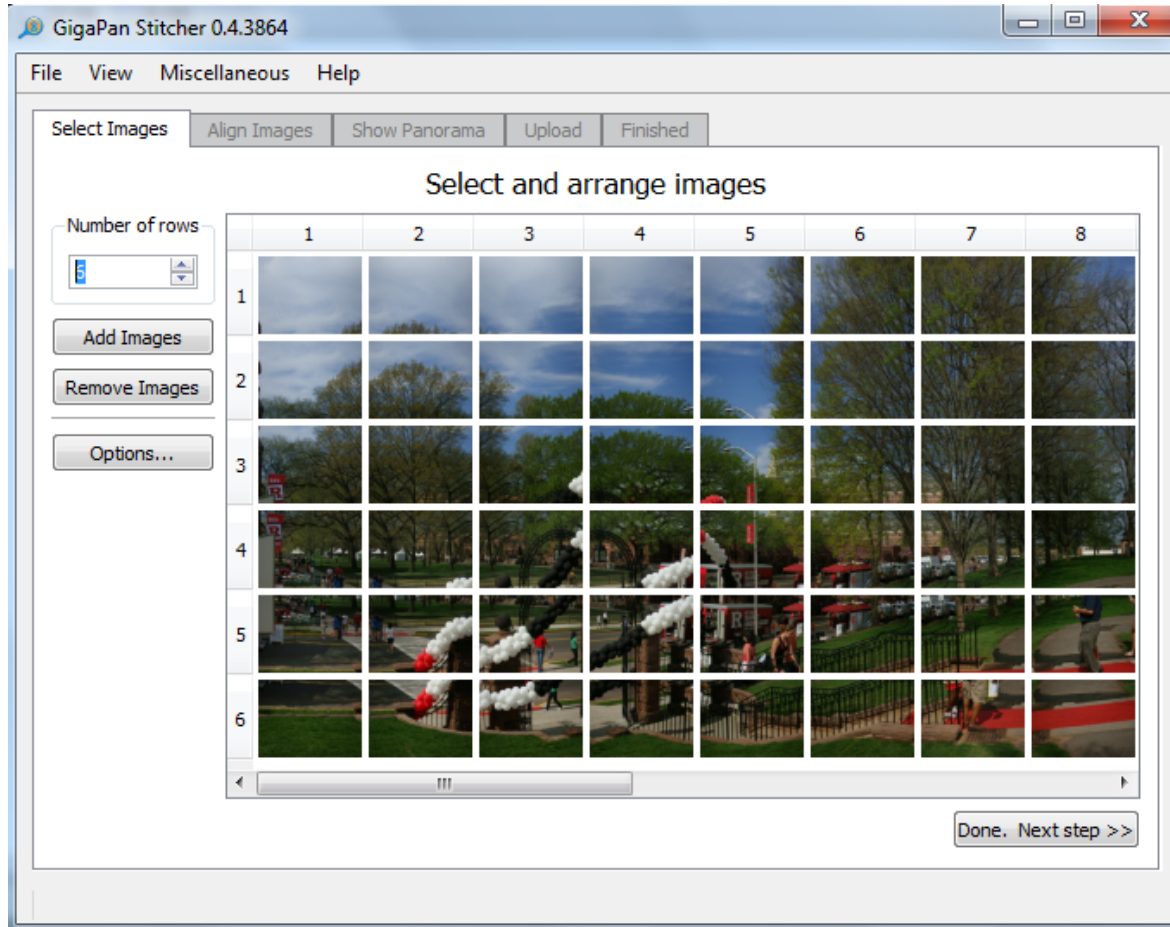 GigaPan Stitcher 0.4.3864
File View Miscellaneous Help
Select Images Align Images Show Panorama Upload Finished
Select and arrange images
Number of rows
5
Add Images
Remove Images
Options...
1 2 3 4 5 6 7 8
1
2
3
R
4
5
R
6
Done. Next step >>